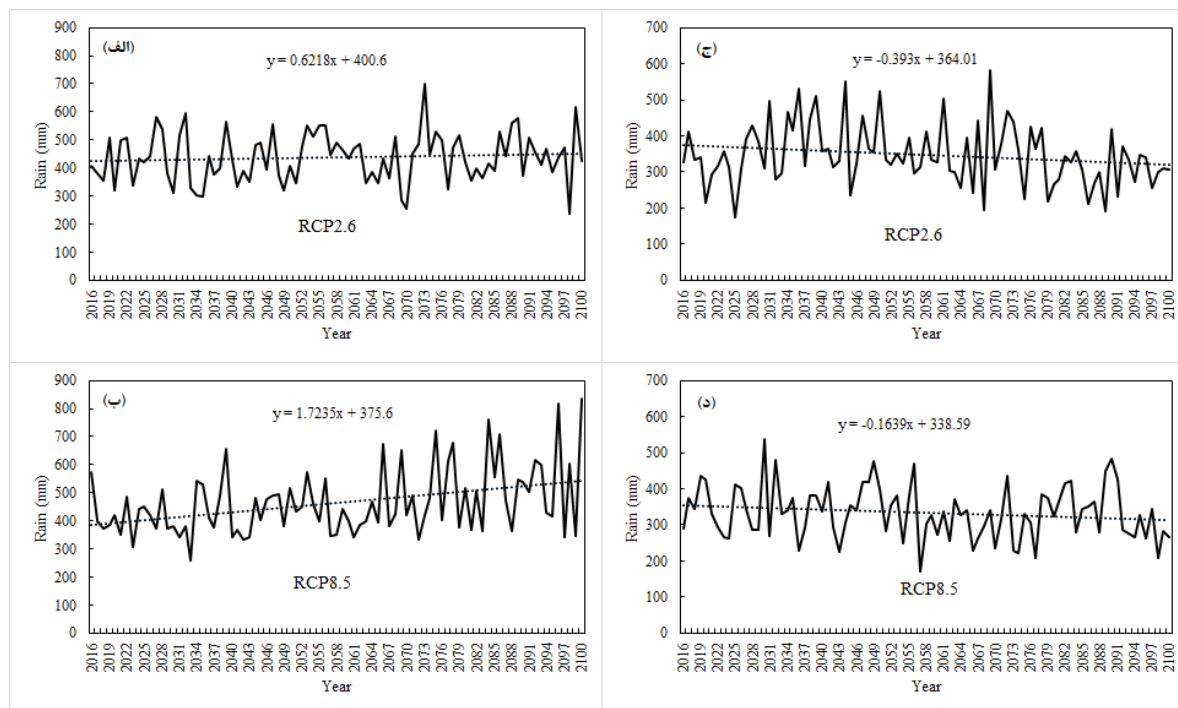 (الف)
y = 0.6218x + 400.6
RCP2.6
Rain (mm)
900
800
700
600
500
400
300
200
100
0
2016 2019 2022 2025 2028 2031 2034 2037 2040 2043 2046 2049 2052 2055 2058 2061 2064 2067 2070 2073 2076 2079 2082 2085 2088 2091 2094 2097 2100
Year
(ج)
y = -0.393x + 364.01
RCP2.6
Rain (mm)
700
600
500
400
300
200
100
0
2016 2019 2022 2025 2028 2031 2034 2037 2040 2043 2046 2049 2052 2055 2058 2061 2064 2067 2070 2073 2076 2079 2082 2085 2088 2091 2094 2097 2100
Year
(ب)
y = 1.7235x + 375.6
RCP8.5
Rain (mm)
900
800
700
600
500
400
300
200
100
0
2016 2019 2022 2025 2028 2031 2034 2037 2040 2043 2046 2049 2052 2055 2058 2061 2064 2067 2070 2073 2076 2079 2082 2085 2088 2091 2094 2097 2100
Year
(د)
y = -0.1639x + 338.59
RCP8.5
Rain (mm)
700
600
500
400
300
200
100
0
2016 2019 2022 2025 2028 2031 2034 2037 2040 2043 2046 2049 2052 2055 2058 2061 2064 2067 2070 2073 2076 2079 2082 2085 2088 2091 2094 2097 2100
Year